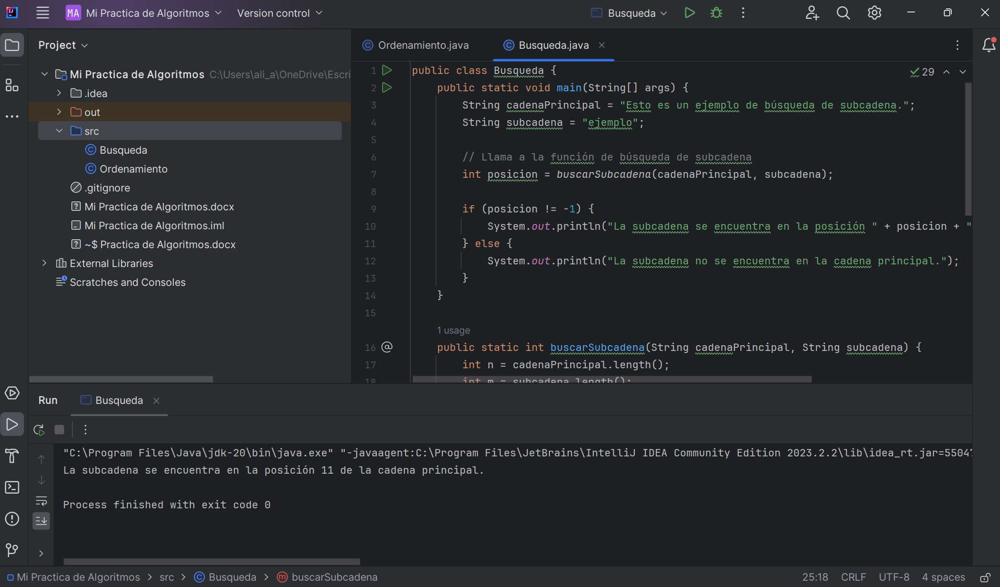 MA Mi Practica de Algoritmos Version control Busqueda
Project
Mi Practica de Algoritmos C:\Users\ali_a\OneDrive\Escri
.idea
out
src
Busqueda
Ordenamiento
.gitignore
Mi Practica de Algoritmos.docx
Mi Practica de Algoritmos.iml
~$ Practica de Algoritmos.docx
External Libraries
Scratches and Consoles
Ordenamiento.java Busqueda.java
29
1 public class Busqueda {
2 public static void main(String[] args) {
3 String cadenaPrincipal = "Esto es un ejemplo de búsqueda de subcadena.";
4 String subcadena = "ejemplo";
5
6 // Llama a la función de búsqueda de subcadena
7 int posicion = buscarSubcadena(cadenaPrincipal, subcadena);
8
9 if (posicion != -1) {
10 System.out.println("La subcadena se encuentra en la posición " + posicion + "
11 } else {
12 System.out.println("La subcadena no se encuentra en la cadena principal.");
13 }
14 }
15
1 usage
16 public static int buscarSubcadena(String cadenaPrincipal, String subcadena) {
17 int n = cadenaPrincipal.length();
18 int m = subcadena.length();
Run Busqueda
"C:\Program Files\Java\jdk-20\bin\java.exe" "-javaagent:C:\Program Files\JetBrains\IntelliJ IDEA Community Edition 2023.2.2\lib\idea_rt.jar=55047
La subcadena se encuentra en la posición 11 de la cadena principal.
Process finished with exit code 0
Mi Practica de Algoritmos > src > Busqueda > buscarSubcadena 25:18 CRLF UTF-8 4 spaces